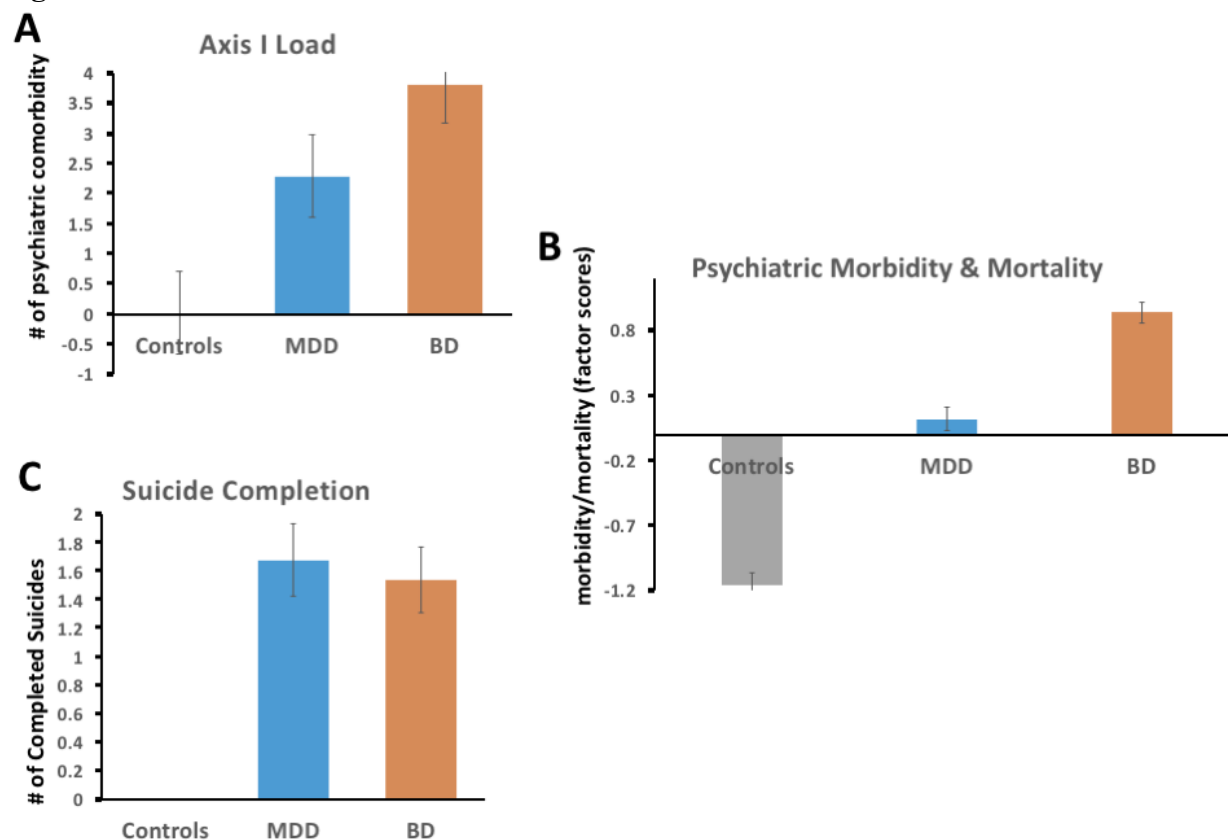 A
Axis I Load
# of psychiatric comorbidity
4
3.5
3
2.5
2
1.5
1
0.5
0
-0.5
-1
Controls MDD BD
B
Psychiatric Morbidity & Mortality
morbidity/mortality (factor scores)
0.8
0.3
-0.2
-0.7
-1.2
Controls MDD BD
C
Suicide Completion
# of Completed Suicides
2
1.8
1.6
1.4
1.2
1
0.8
0.6
0.4
0.2
0
Controls MDD BD